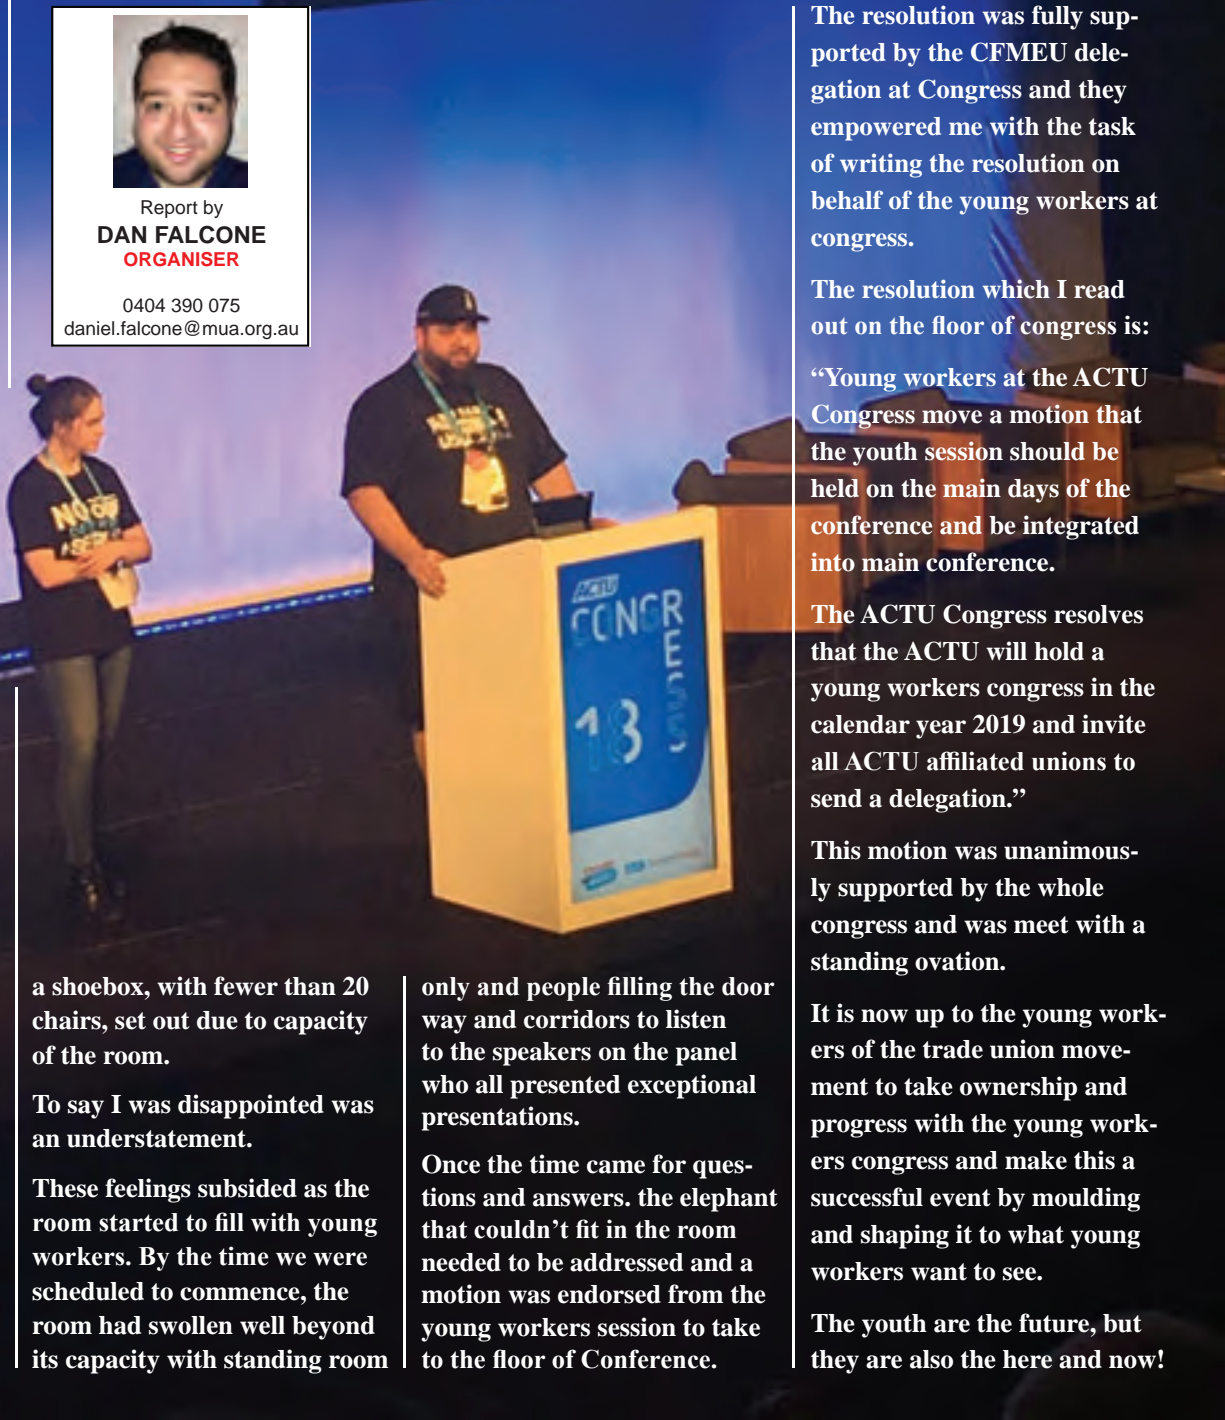 Report by
DAN FALCONE
ORGANISER
0404 390 075
daniel.falcone@mua.org.au
ACTU
CONGRESS
18
a shoebox, with fewer than 20
chairs, set out due to capacity
of the room.
To say I was disappointed was
an understatement.
These feelings subsided as the
room started to fill with young
workers. By the time we were
scheduled to commence, the
room had swollen well beyond
its capacity with standing room
only and people filling the door
way and corridors to listen
to the speakers on the panel
who all presented exceptional
presentations.
Once the time came for ques-
tions and answers. the elephant
that couldn’t fit in the room
needed to be addressed and a
motion was endorsed from the
young workers session to take
to the floor of Conference.
The resolution was fully sup-
ported by the CFMEU dele-
gation at Congress and they
empowered me with the task
of writing the resolution on
behalf of the young workers at
congress.
The resolution which I read
out on the floor of congress is:
“Young workers at the ACTU
Congress move a motion that
the youth session should be
held on the main days of the
conference and be integrated
into main conference.
The ACTU Congress resolves
that the ACTU will hold a
young workers congress in the
calendar year 2019 and invite
all ACTU affiliated unions to
send a delegation.”
This motion was unanimous-
ly supported by the whole
congress and was meet with a
standing ovation.
It is now up to the young work-
ers of the trade union move-
ment to take ownership and
progress with the young work-
ers congress and make this a
successful event by moulding
and shaping it to what young
workers want to see.
The youth are the future, but
they are also the here and now!